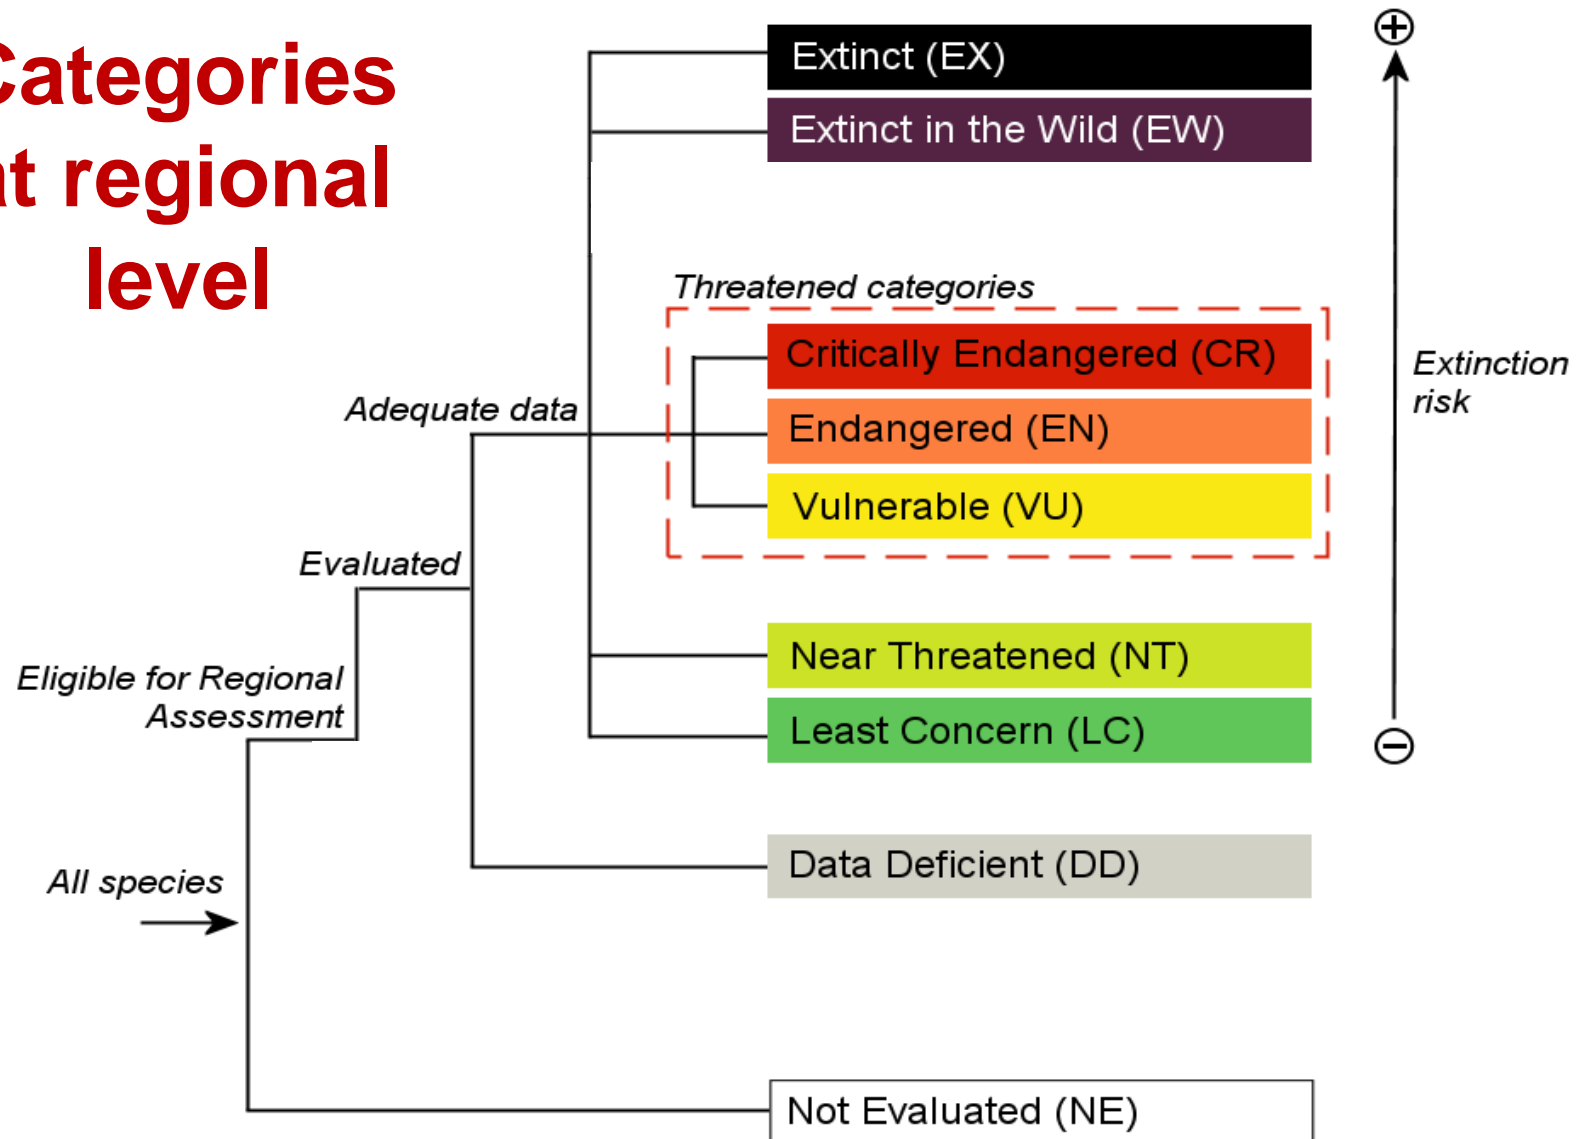 Categories
at regional
level
Extinct (EX)
Extinct in the Wild (EW)
Threatened categories
Critically Endangered (CR)
Extinction
risk
Adequate data
Endangered (EN)
Vulnerable (VU)
Evaluated
Near Threatened (NT)
Eligible for Regional
Assessment
Least Concern (LC)
Data Deficient (DD)
All species
Not Evaluated (NE)